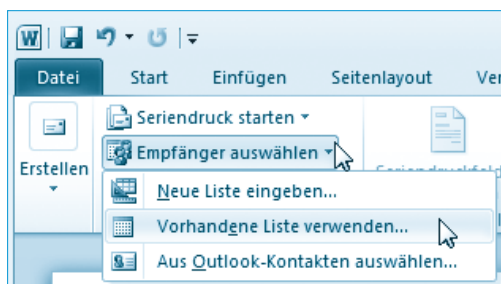 W
Datei Start Einfügen Seitenlayout Ver
Seriendruck starten
Empfänger auswählen
Erstellen
Neue Liste eingeben...
Vorhandene Liste verwenden...
Aus Outlook-Kontakten auswählen...